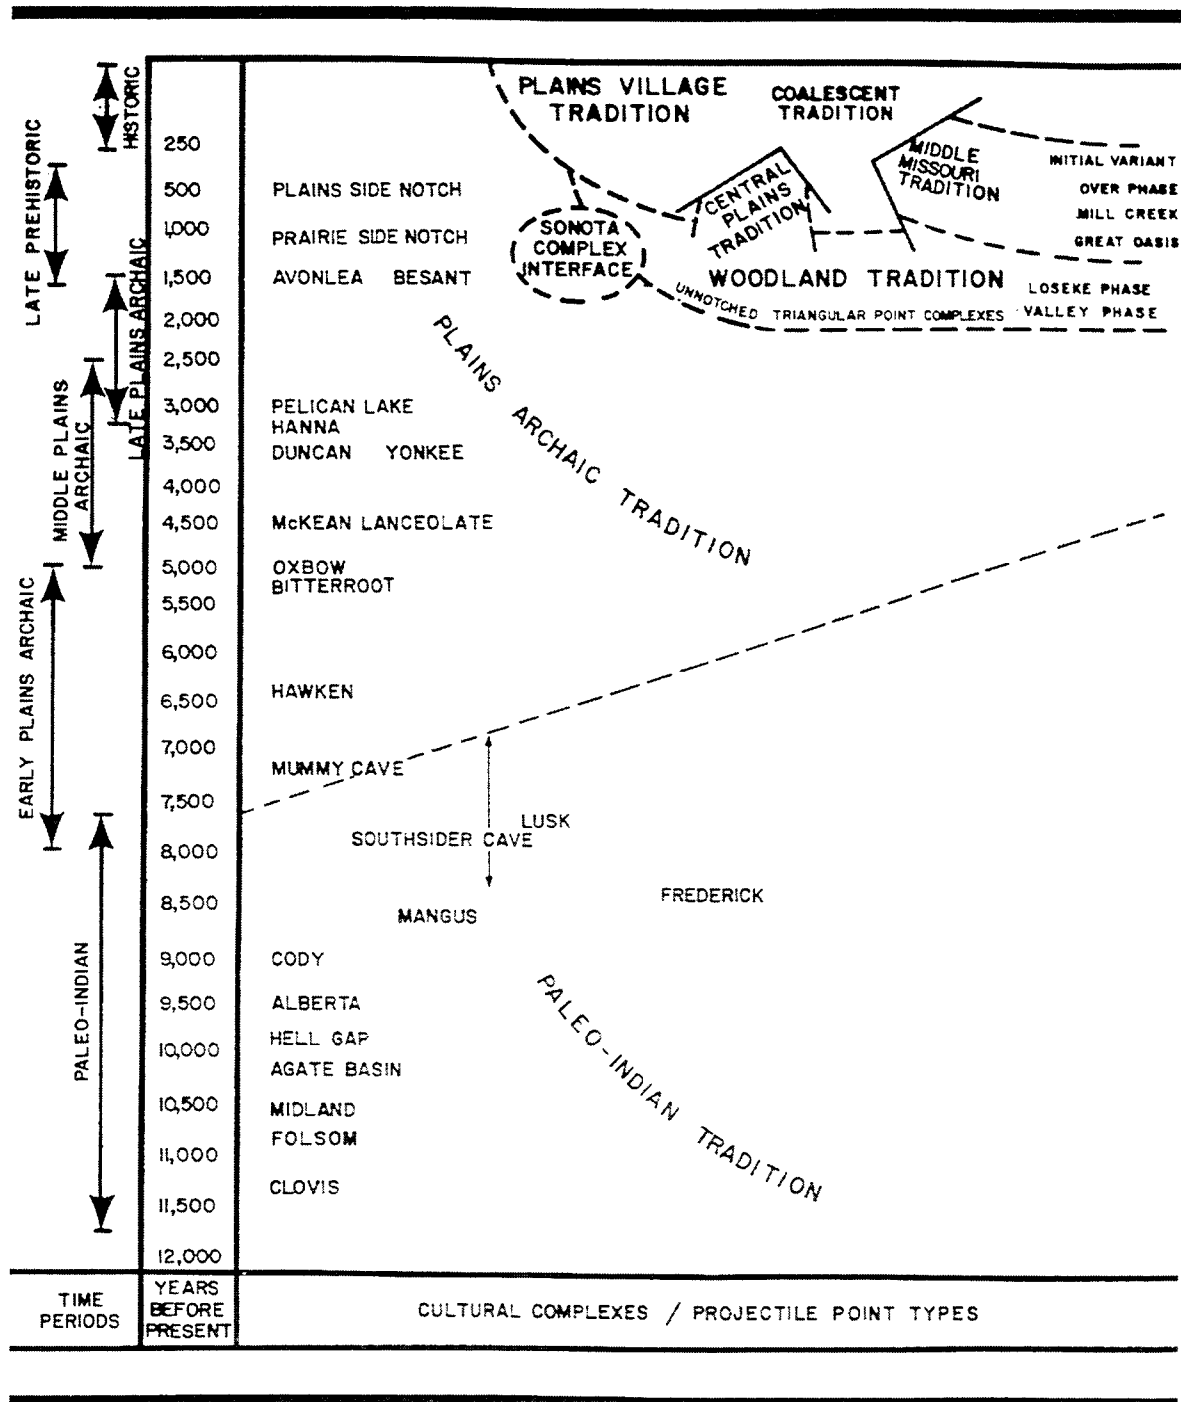 HISTORIC
LATE PREHISTORIC
LATE PLAINS ARCHAIC
MIDDLE PLAINS
ARCHAIC
EARLY PLAINS ARCHAIC
PALEO-INDIAN
250
500
1,000
1,500
2,000
2,500
3,000
3,500
4,000
4,500
5,000
5,500
6,000
6,500
7,000
7,500
8,000
8,500
9,000
9,500
10,000
10,500
11,000
11,500
12,000
PLAINS VILLAGE
TRADITION
COALESCENT
TRADITION
MIDDLE
MISSOURI
TRADITION
INITIAL VARIANT
OVER PHASE
MILL CREEK
GREAT OASIS
CENTRAL
PLAINS
TRADITION
SONOTA
COMPLEX
INTERFACE
WOODLAND TRADITION
LOSEKE PHASE
UNNOTCHED TRIANGULAR POINT COMPLEXES
VALLEY PHASE
PLAINS SIDE NOTCH
PRAIRIE SIDE NOTCH
AVONLEA BESANT
PLAINS ARCHAIC TRADITION
PELICAN LAKE
HANNA
DUNCAN YONKEE
McKEAN LANCEOLATE
OXBOW
BITTERROOT
HAWKEN
MUMMY CAVE
LUSK
SOUTHSIDER CAVE
FREDERICK
MANGUS
CODY
ALBERTA
HELL GAP
AGATE BASIN
MIDLAND
FOLSOM
CLOVIS
PALEO-INDIAN TRADITION
TIME
PERIODS
YEARS
BEFORE
PRESENT
CULTURAL COMPLEXES / PROJECTILE POINT TYPES